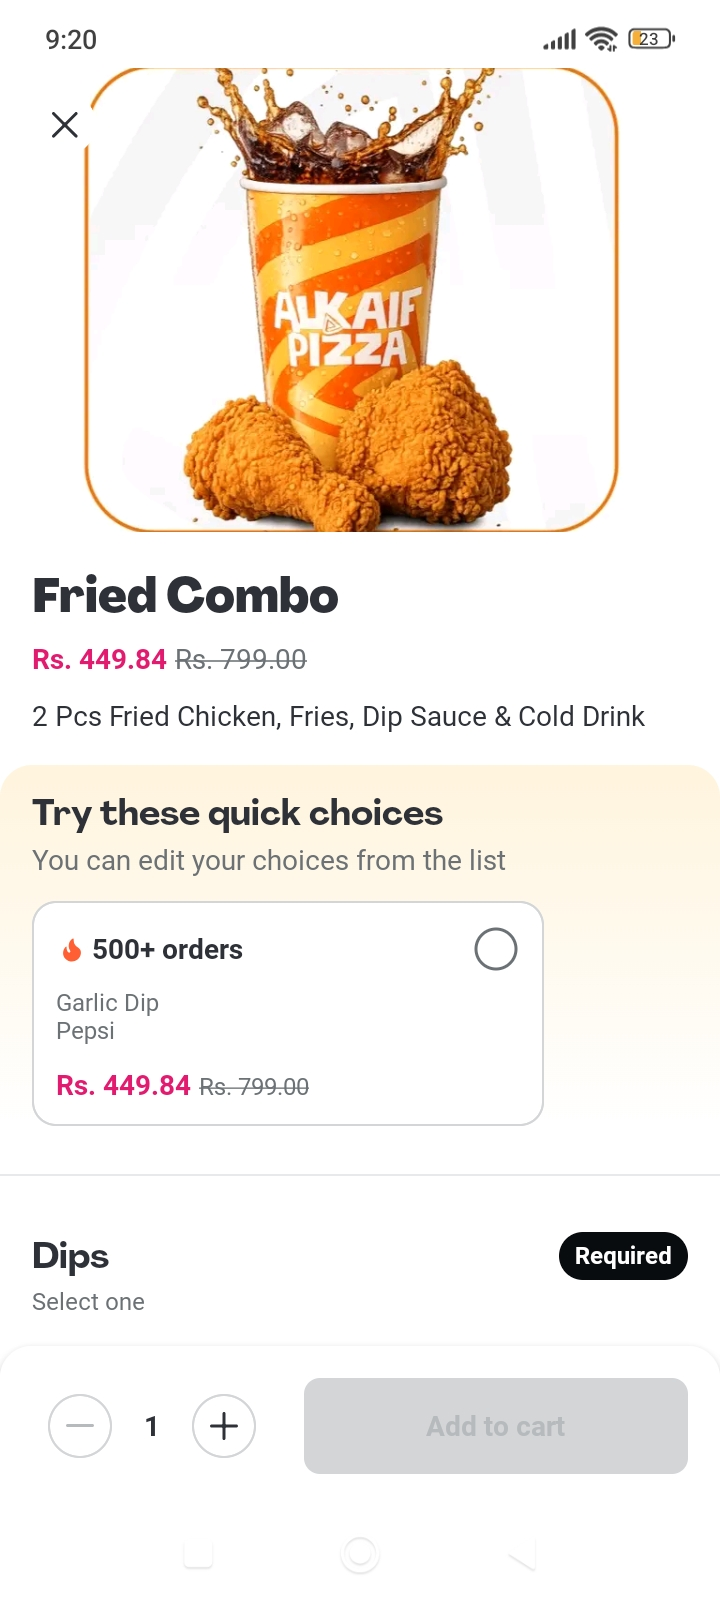 9:20
23
ALKAIF
PIZZA
Fried Combo
Rs. 449.84 Rs. 799.00
2 Pcs Fried Chicken, Fries, Dip Sauce & Cold Drink
Try these quick choices
You can edit your choices from the list
500+ orders
Garlic Dip
Pepsi
Rs. 449.84 Rs. 799.00
Dips
Required
Select one
1
Add to cart